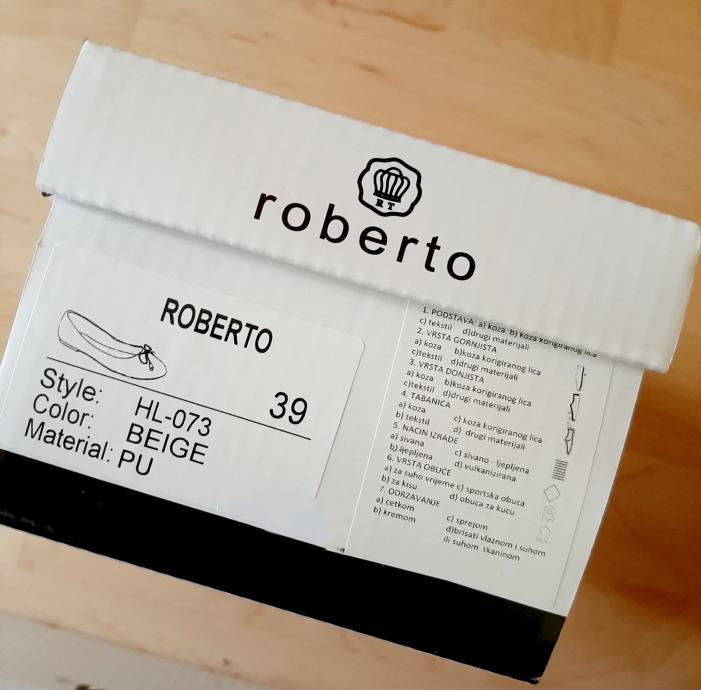 RT
roberto
ROBERTO
39
Style: HL-073
Color: BEIGE
Material: PU
1. PODSTAVA: a) koza b) koza korigiranog lica
c) tekstil d)drugi materijali
2. VRSTA GORNJISTA
a) koza b)koza korigiranog lica
c)tekstil d)drugi materijali
3. VRSTA DONJISTA
a) koza b)koza korigiranog lica
c)tekstil d)drugi materijali
4. TABANICA
a) koza c) koza korigiranog lica
b) tekstil d) drugi materijali
5. NACIN IZRADE
a) sivana c) sivano - ljepljena
b)ljepljena d) vulkanizirana
6. VRSTA OBUĆE
a) za suho vrijeme c) sportska obuca
b) za kisu d) obuca za kucu
7. ODRZAVANJE
a) cetkom c) sprejom
b) kremom d)brisati vlaznom i suhom
ili suhom tkaninom